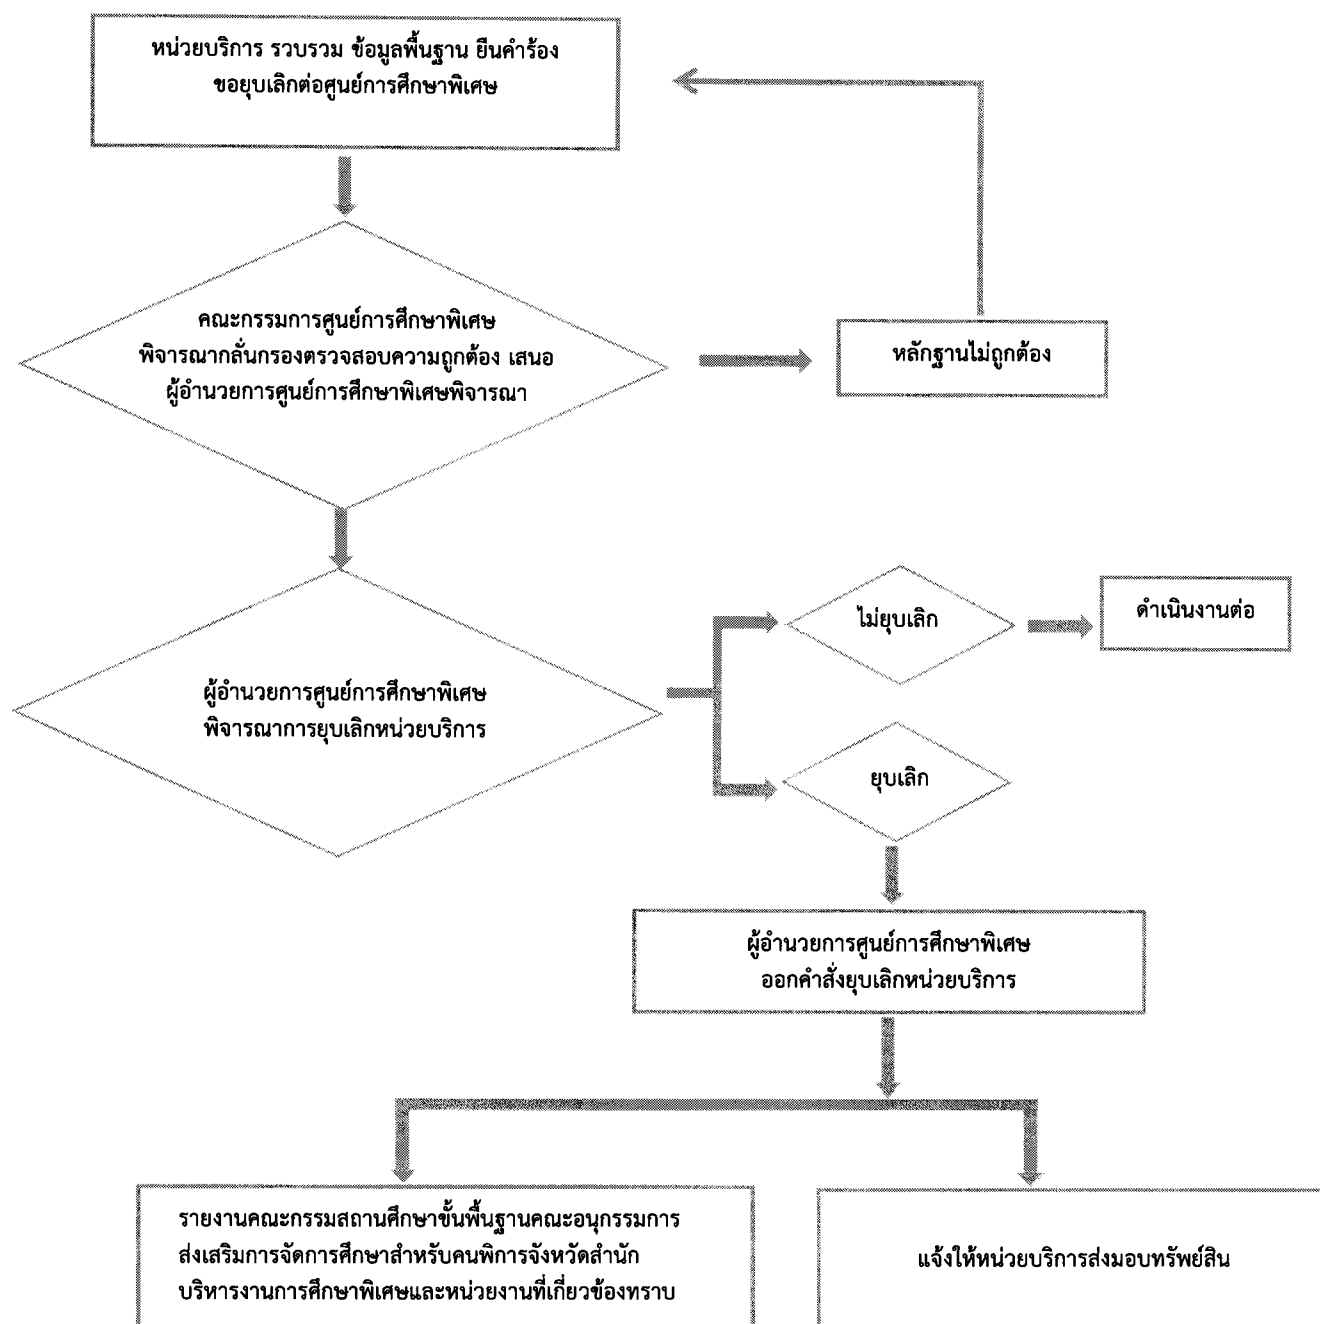 หน่วยบริการ รวบรวม ข้อมูลพื้นฐาน ยืนคำร้อง
ขอยุบเลิกต่อศูนย์การศึกษาพิเศษ
คณะกรรมการศูนย์การศึกษาพิเศษ
พิจารณากลั่นกรองตรวจสอบความถูกต้อง เสนอ
ผู้อำนวยการศูนย์การศึกษาพิเศษพิจารณา
หลักฐานไม่ถูกต้อง
ผู้อำนวยการศูนย์การศึกษาพิเศษ
พิจารณาการยุบเลิกหน่วยบริการ
ไม่ยุบเลิก
ดำเนินงานต่อ
ยุบเลิก
ผู้อำนวยการศูนย์การศึกษาพิเศษ
ออกคำสั่งยุบเลิกหน่วยบริการ
รายงานคณะกรรมสถานศึกษาขั้นพื้นฐานคณะอนุกรรมการ
ส่งเสริมการจัดการศึกษาสำหรับคนพิการจังหวัดสำนัก
บริหารงานการศึกษาพิเศษและหน่วยงานที่เกี่ยวข้องทราบ
แจ้งให้หน่วยบริการส่งมอบทรัพย์สิน